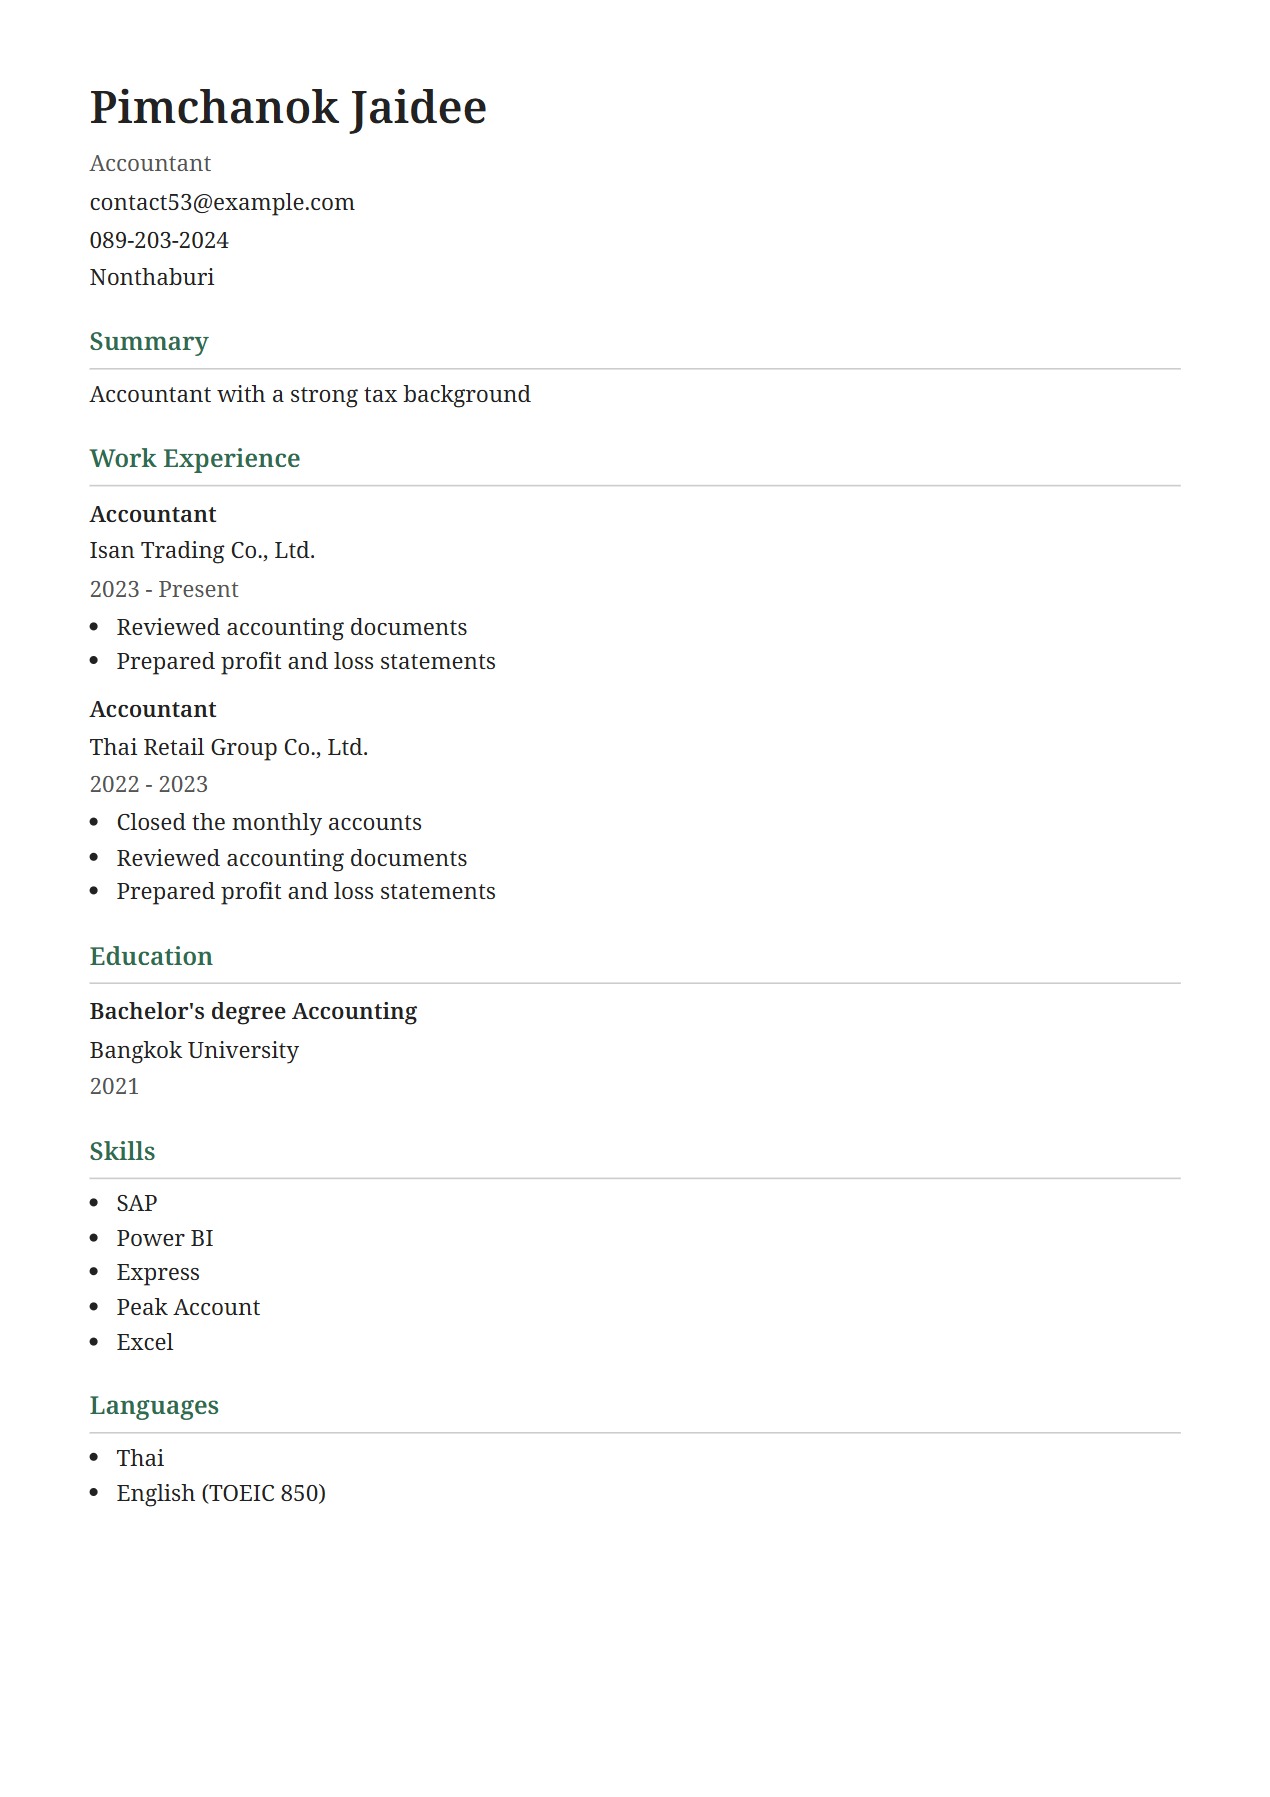 Pimchanok Jaidee
Accountant
contact53@example.com
089-203-2024
Nonthaburi
Summary
Accountant with a strong tax background
Work Experience
Accountant
Isan Trading Co., Ltd.
2023 - Present
• Reviewed accounting documents
• Prepared profit and loss statements
Accountant
Thai Retail Group Co., Ltd.
2022 - 2023
• Closed the monthly accounts
• Reviewed accounting documents
• Prepared profit and loss statements
Education
Bachelor's degree Accounting
Bangkok University
2021
Skills
• SAP
• Power BI
• Express
• Peak Account
• Excel
Languages
• Thai
• English (TOEIC 850)